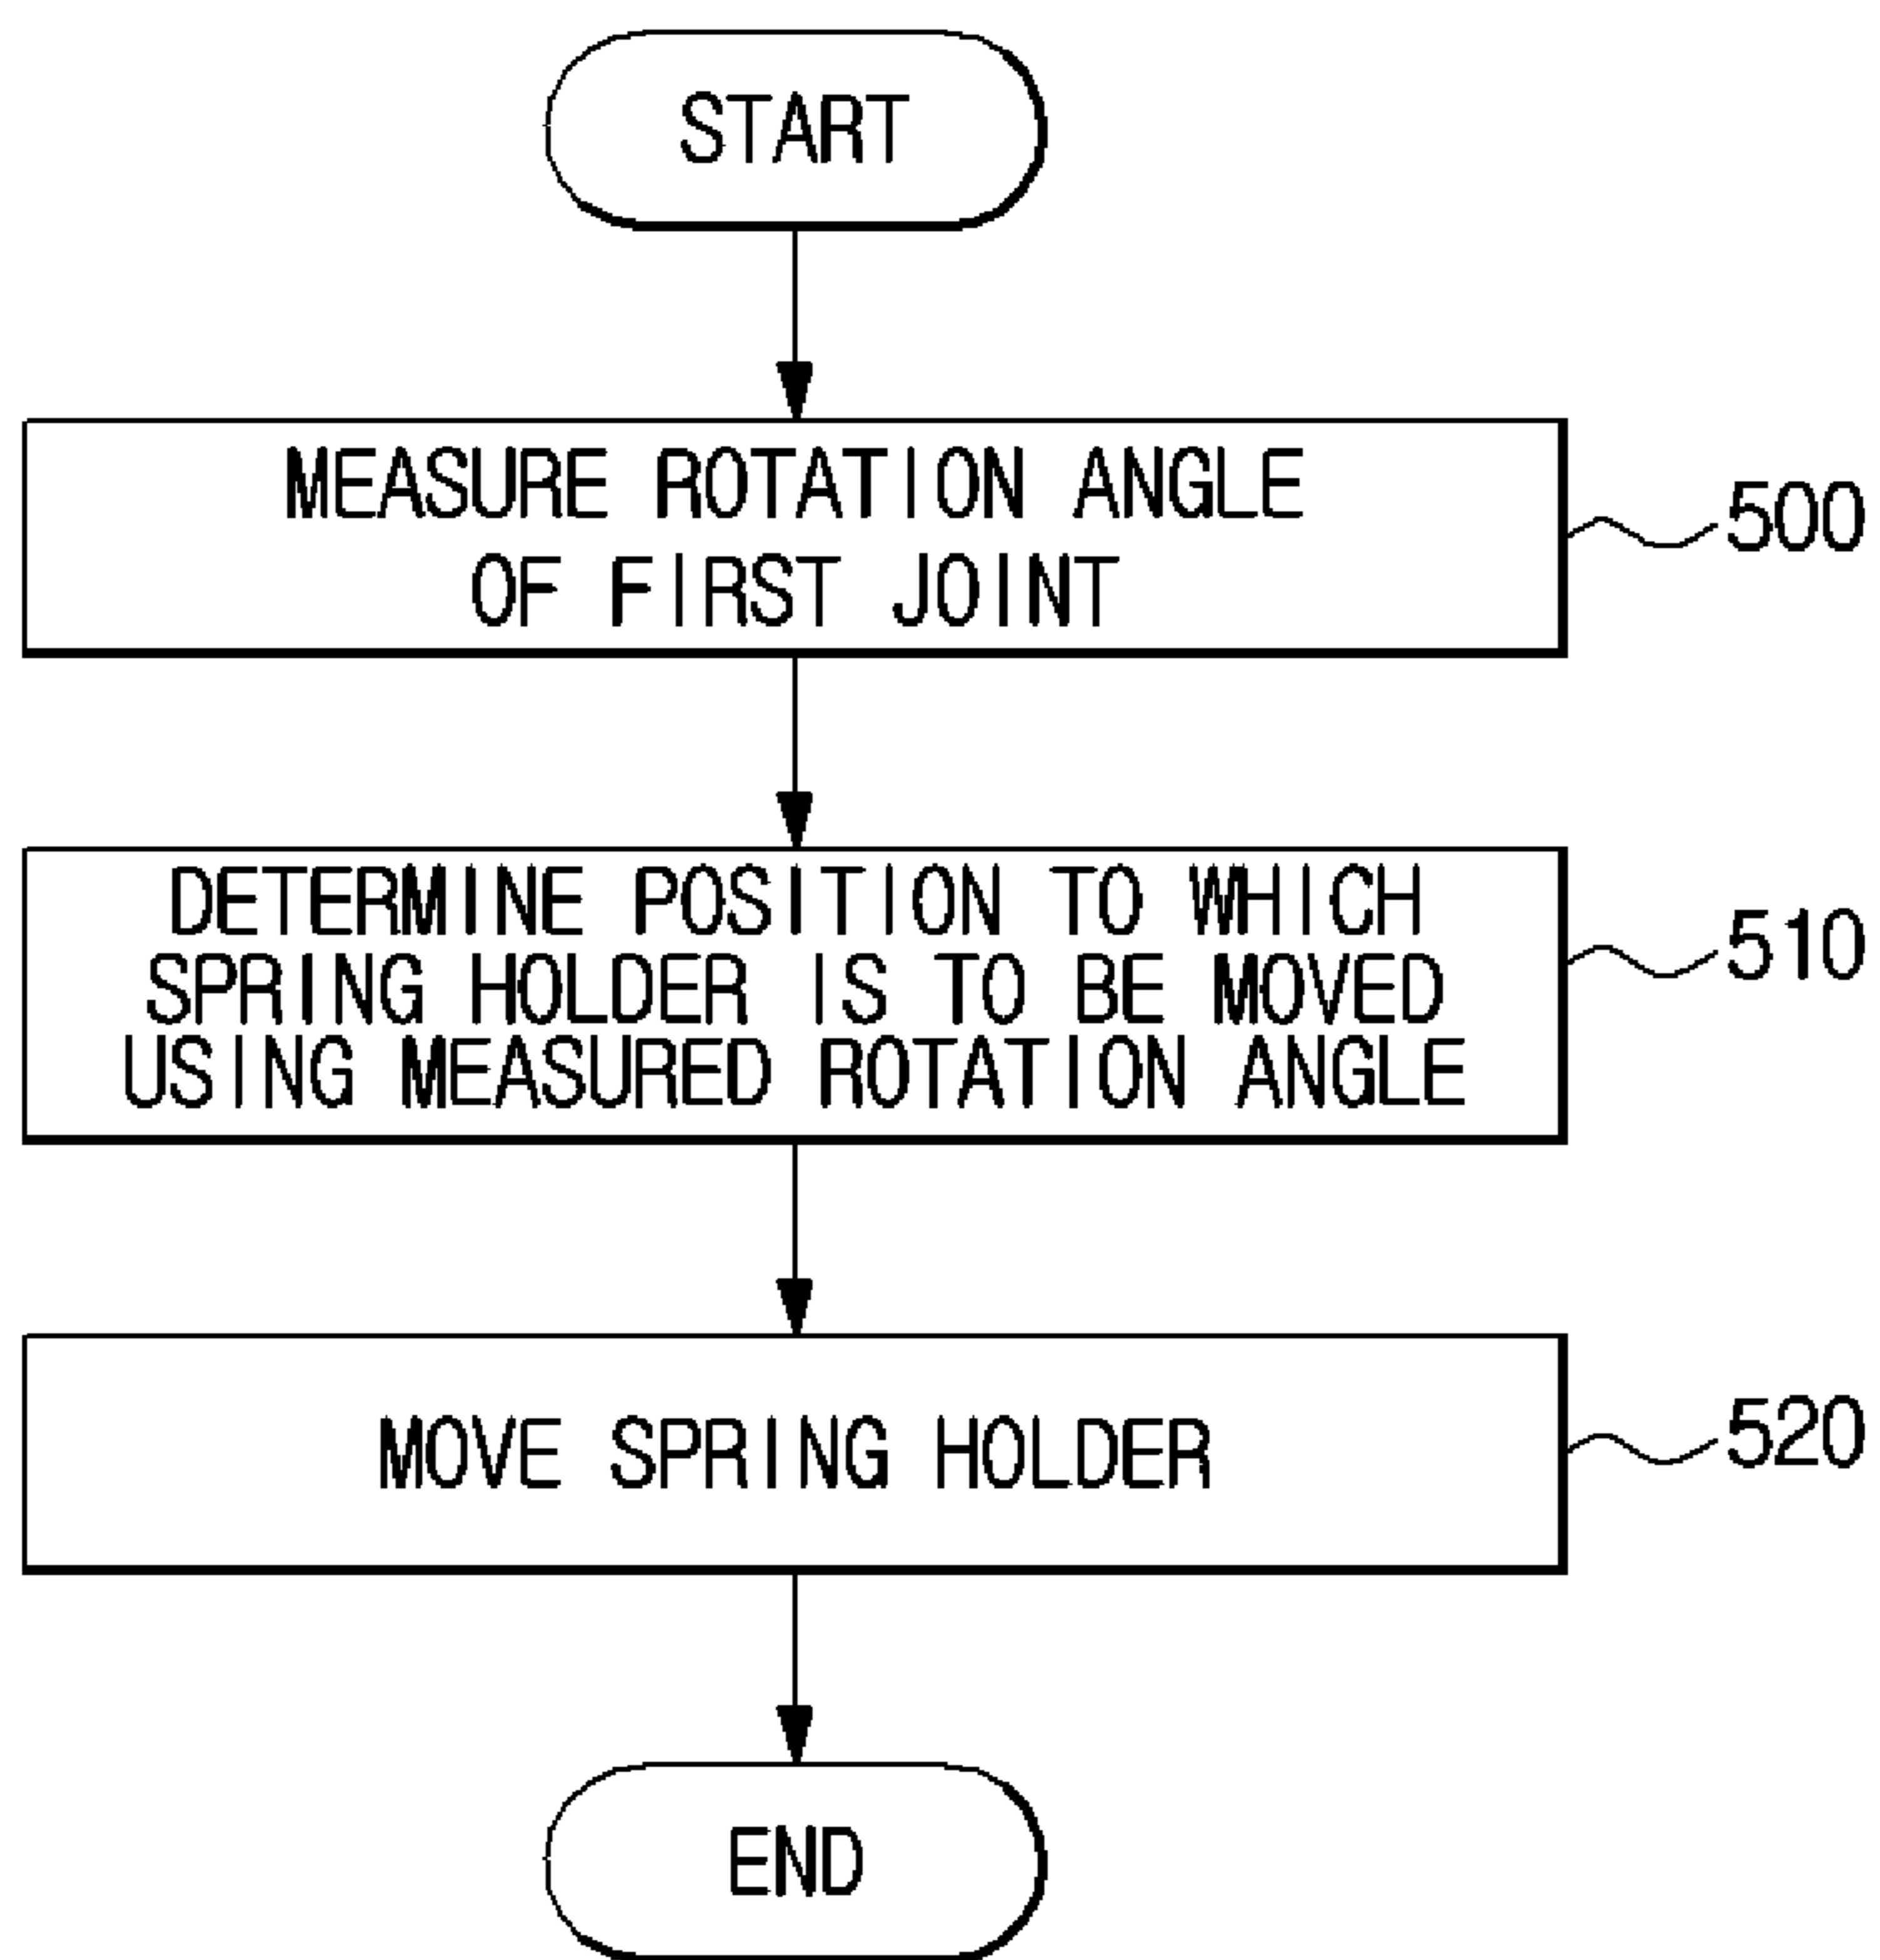 START
MEASURE ROTATION ANGLE
OF FIRST JOINT
500
DETERMINE POSITION TO WHICH
SPRING HOLDER IS TO BE MOVED
USING MEASURED ROTATION ANGLE
510
MOVE SPRING HOLDER
520
END